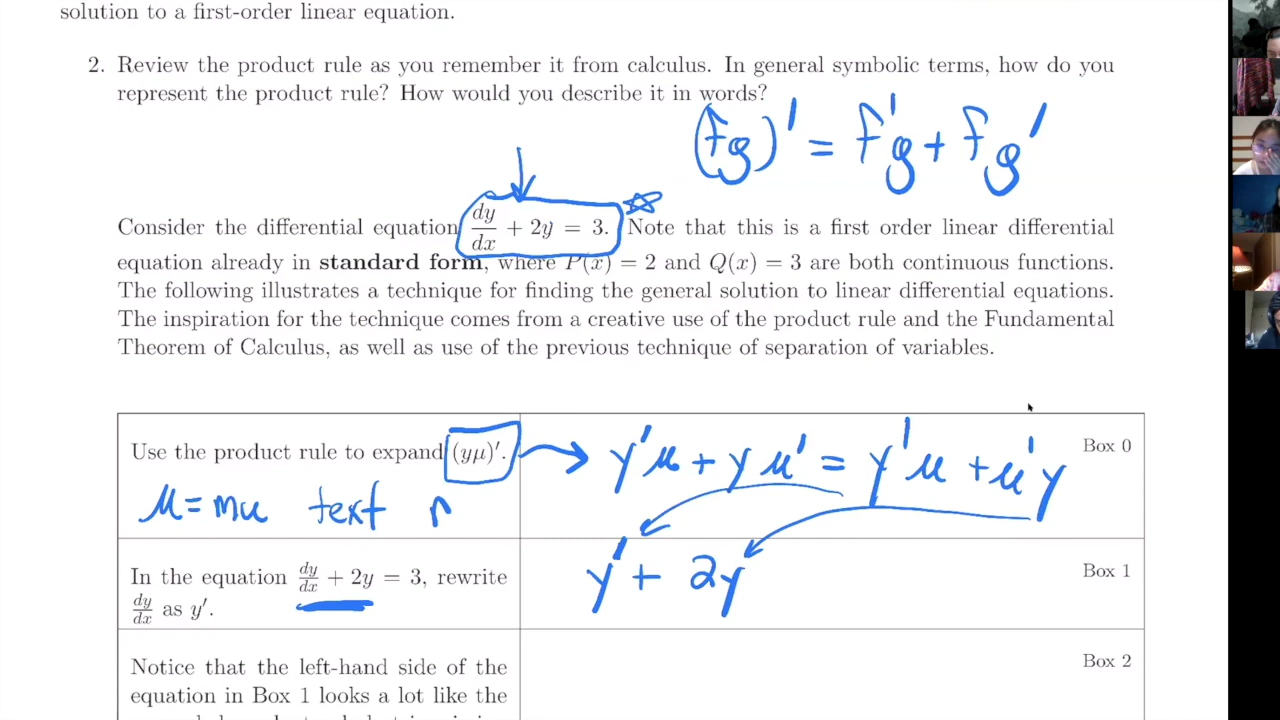 solution to a first-order linear equation.
2. Review the product rule as you remember it from calculus. In general symbolic terms, how do you
represent the product rule? How would you describe it in words?
(fg)' = f'g + fg'
Consider the differential equation dy/dx + 2y = 3. Note that this is a first order linear differential
equation already in standard form, where P(x) = 2 and Q(x) = 3 are both continuous functions.
The following illustrates a technique for finding the general solution to linear differential equations.
The inspiration for the technique comes from a creative use of the product rule and the Fundamental
Theorem of Calculus, as well as use of the previous technique of separation of variables.
Use the product rule to expand (yμ)'.
μ = mu text
y'μ + yμ' = y'μ + μ'y
Box 0
In the equation dy/dx + 2y = 3, rewrite
dy/dx as y'.
y' + 2y
Box 1
Notice that the left-hand side of the
equation in Box 1 looks a lot like the
Box 2